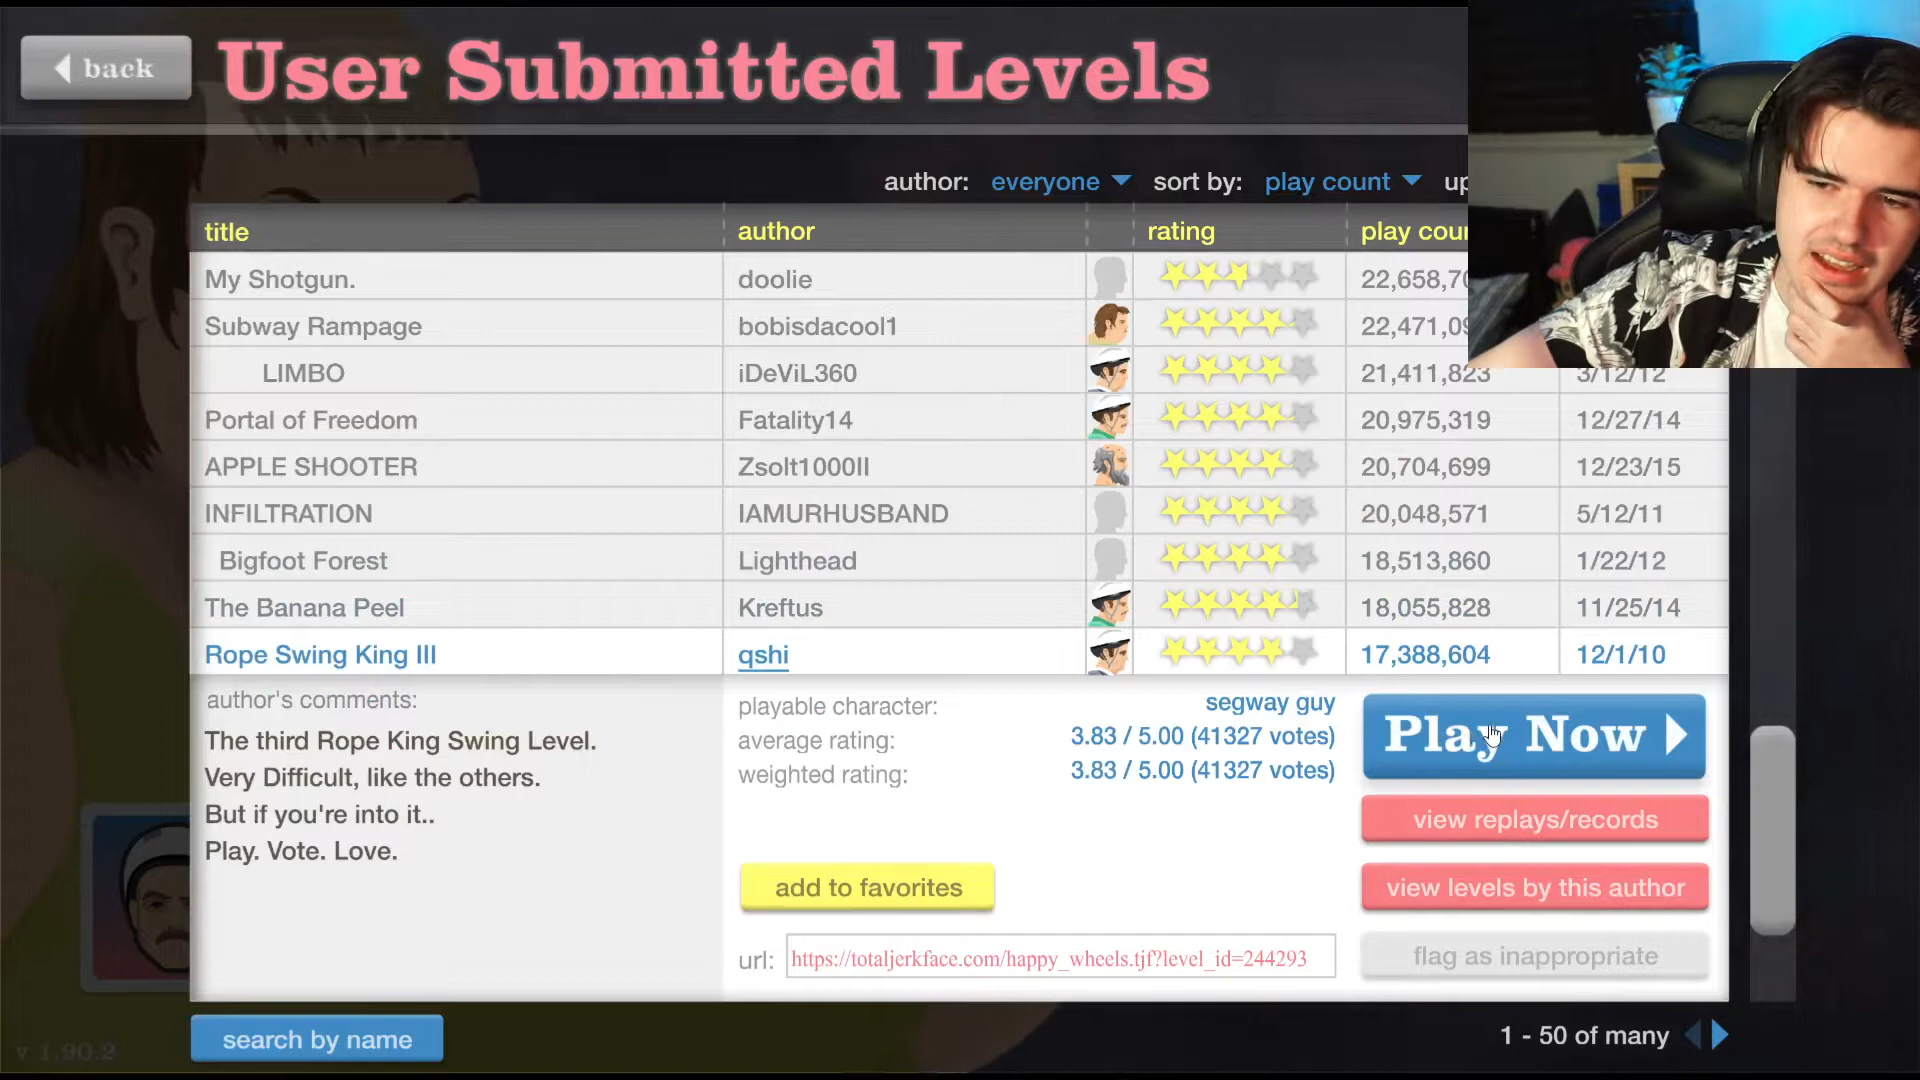 back
User Submitted Levels
author: everyone sort by: play count
title author rating
My Shotgun. doolie
Subway Rampage bobisdacool1
LIMBO iDeViL360 21,411,823 3/12/12
Portal of Freedom Fatality14 20,975,319 12/27/14
APPLE SHOOTER Zsolt1000II 20,704,699 12/23/15
INFILTRATION IAMURHUSBAND 20,048,571 5/12/11
Bigfoot Forest Lighthead 18,513,860 1/22/12
The Banana Peel Kreftus 18,055,828 11/25/14
Rope Swing King III qshi 17,388,604 12/1/10
author's comments:
The third Rope King Swing Level.
Very Difficult, like the others.
But if you're into it..
Play. Vote. Love.
playable character: segway guy
average rating: 3.83 / 5.00 (41327 votes)
weighted rating: 3.83 / 5.00 (41327 votes)
add to favorites
url: https://totaljerkface.com/happy_wheels.tjf?level_id=244293
Play Now
view replays/records
view levels by this author
flag as inappropriate
search by name
1 - 50 of many
v 1.90.2